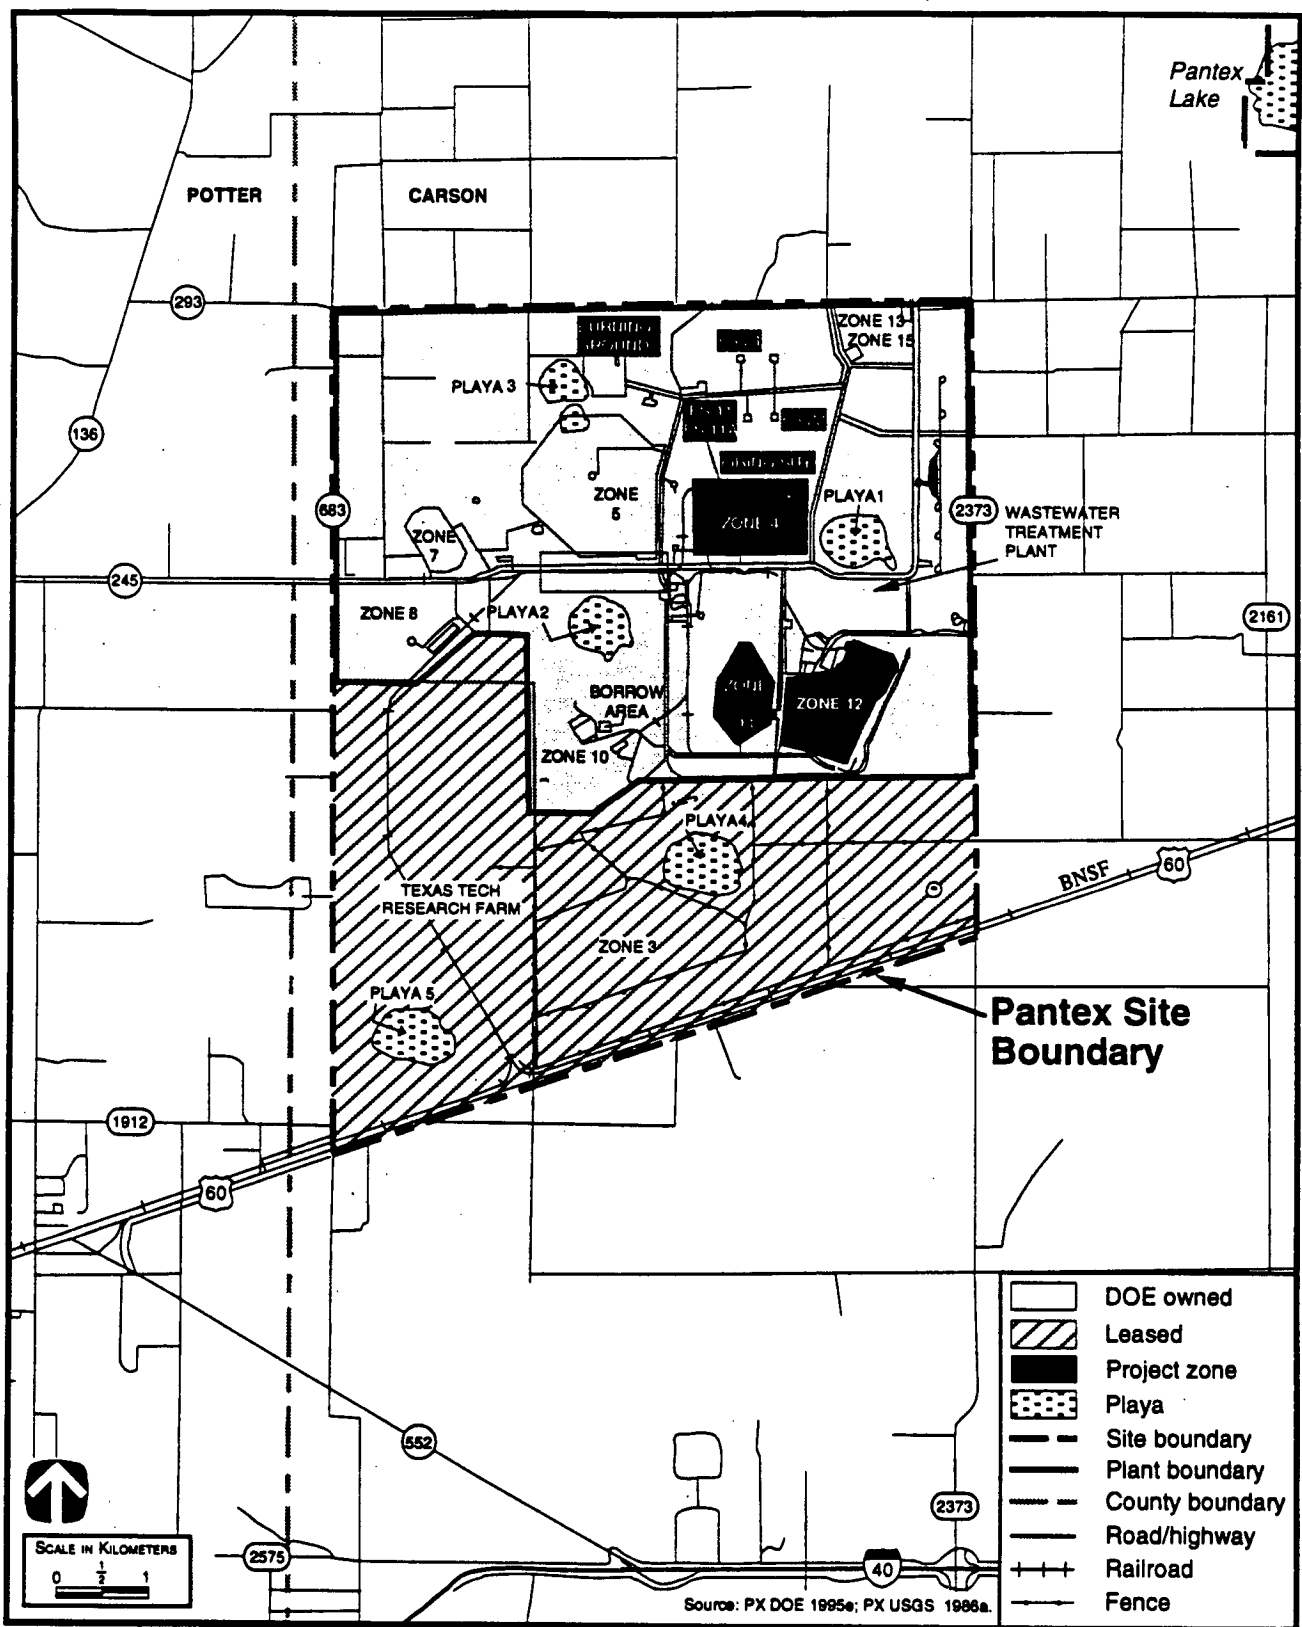 Pantex
Lake
POTTER
CARSON
293
ZONE 13
ZONE 15
PLAYA 3
136
ZONE
5
PLAYA1
683
2373
WASTEWATER
TREATMENT
PLANT
ZONE 4
ZONE
7
245
ZONE 8
PLAYA2
2161
BORROW
AREA
ZONE
ZONE 12
ZONE 10
PLAYA4
BNSF
60
TEXAS TECH
RESEARCH FARM
ZONE 3
PLAYA 5
Pantex Site
Boundary
1912
60
DOE owned
Leased
Project zone
Playa
Site boundary
Plant boundary
County boundary
Road/highway
Railroad
Fence
552
2373
SCALE IN KILOMETERS
0 1/2 1
2575
40
Source: PX DOE 1995e; PX USGS 1986a.